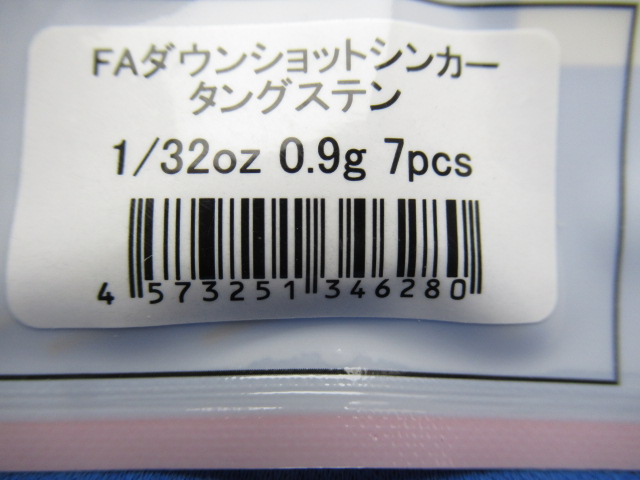 FAダウンショットシンカー
タングステン
1/32oz 0.9g 7pcs
4 573251 346280